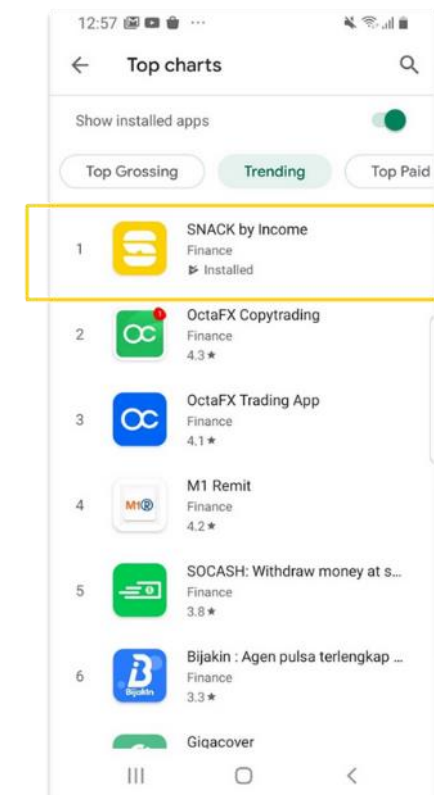 12:57
Top charts
Show installed apps
Top Grossing
Trending
Top Paid
1
SNACK by Income
Finance
Installed
2
OctaFX Copytrading
Finance
4.3★
3
OctaFX Trading App
Finance
4.1★
4
M1
M1 Remit
Finance
4.2★
5
SOCASH: Withdraw money at s...
Finance
3.8★
6
Bijakin
Bijakin : Agen pulsa terlengkap ...
Finance
3.3★
Gigacover